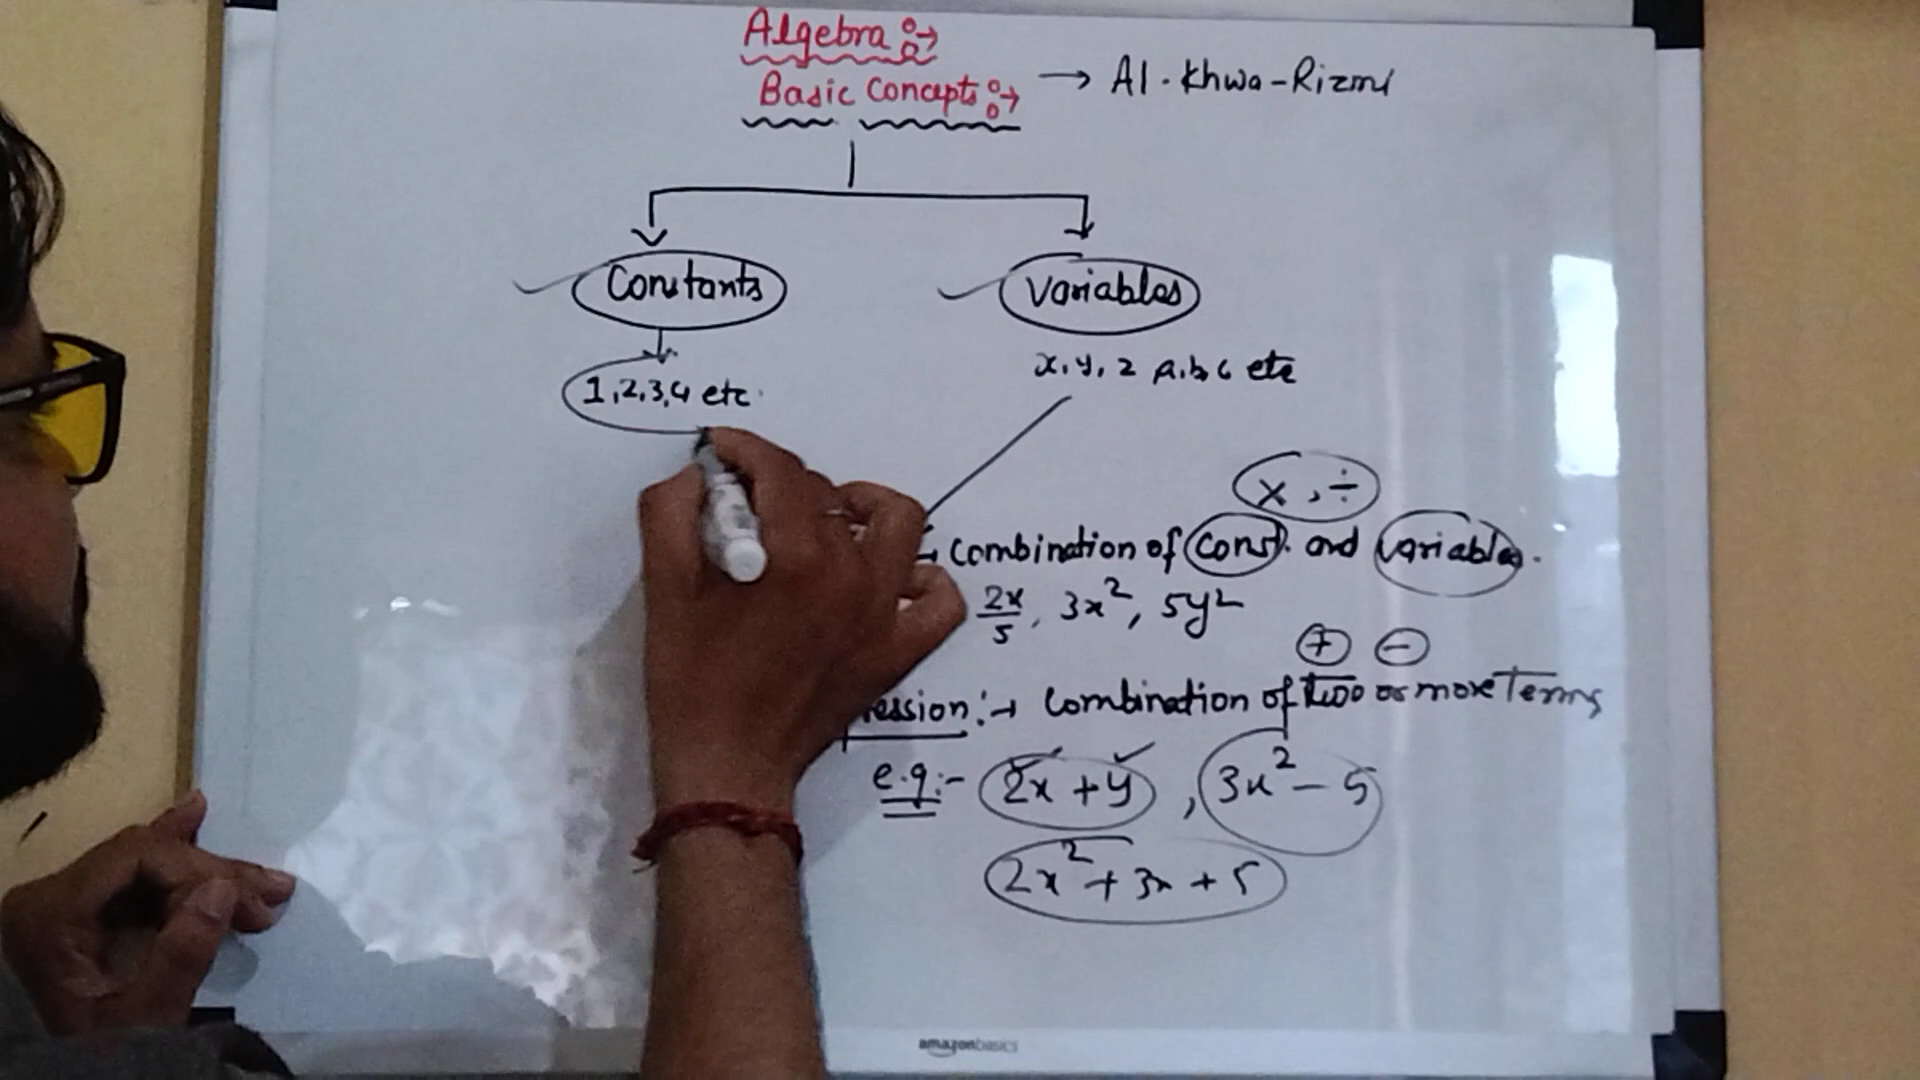 Algebra :→
Basic Concepts :→ → Al-Khwa-Rizmi
Constants
Variables
1,2,3,4 etc.
x, y, z a, b, c etc
×, ÷
→ Combination of Const. and Variables.
2x/5, 3x², 5y²
+ −
ression :→ Combination of two or more Terms
e.g:- 2x + y, 3x² − 5
2x² + 3x + 5
amazonbasics